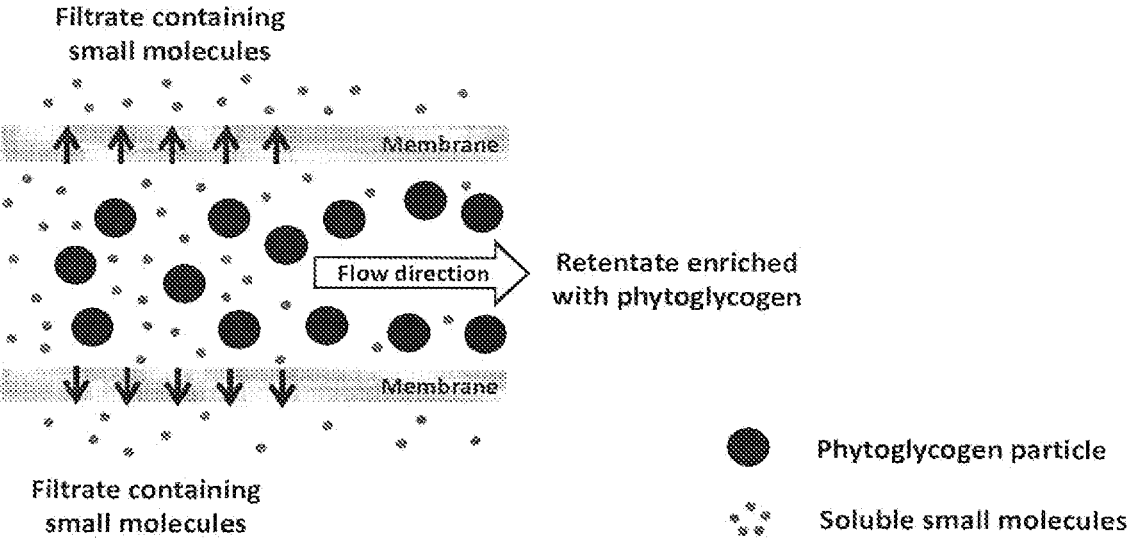 Filtrate containing
small molecules
Membrane
Flow direction
Retentate enriched
with phytoglycogen
Membrane
Filtrate containing
small molecules
Phytoglycogen particle
Soluble small molecules